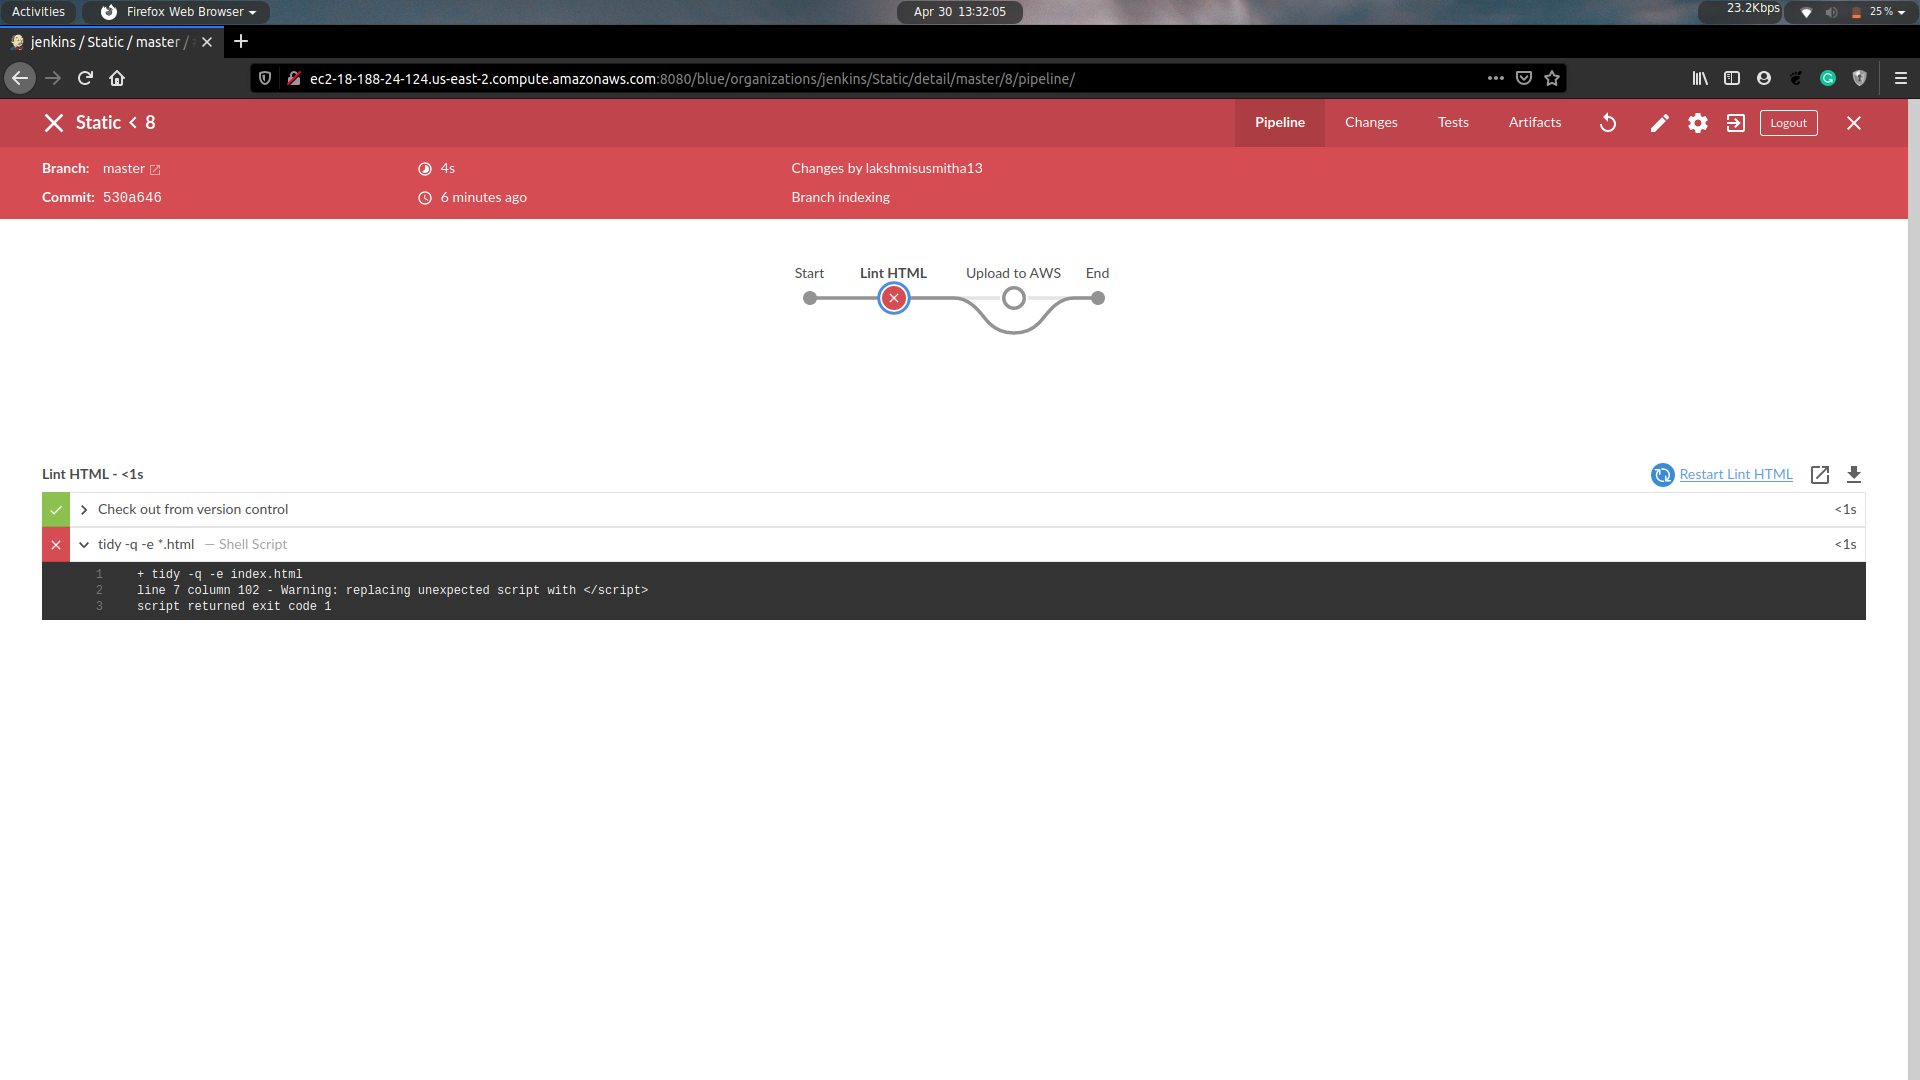 Activities Firefox Web Browser Apr 30 13:32:05 23.2Kbps 25 %
jenkins / Static / master /
ec2-18-188-24-124.us-east-2.compute.amazonaws.com:8080/blue/organizations/jenkins/Static/detail/master/8/pipeline/
Static < 8 Pipeline Changes Tests Artifacts Logout
Branch: master 4s Changes by lakshmisusmitha13
Commit: 530a646 6 minutes ago Branch indexing
Start Lint HTML Upload to AWS End
Lint HTML - <1s Restart Lint HTML
Check out from version control <1s
tidy -q -e *.html — Shell Script <1s
1 + tidy -q -e index.html
2 line 7 column 102 - Warning: replacing unexpected script with </script>
3 script returned exit code 1